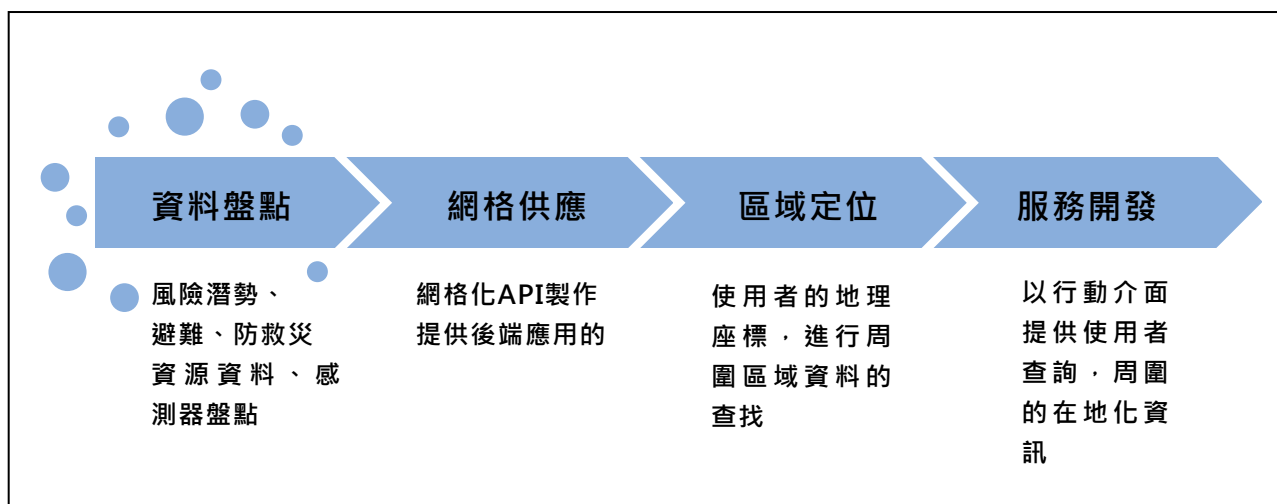 資料盤點
網格供應
區域定位
服務開發
風險潛勢、
避難、防救災
資源資料、感
測器盤點
網格化API製作
提供後端應用的
使用者的地理
座標，進行周
圍區域資料的
查找
以行動介面
提供使用者
查詢，周圍
的在地化資
訊